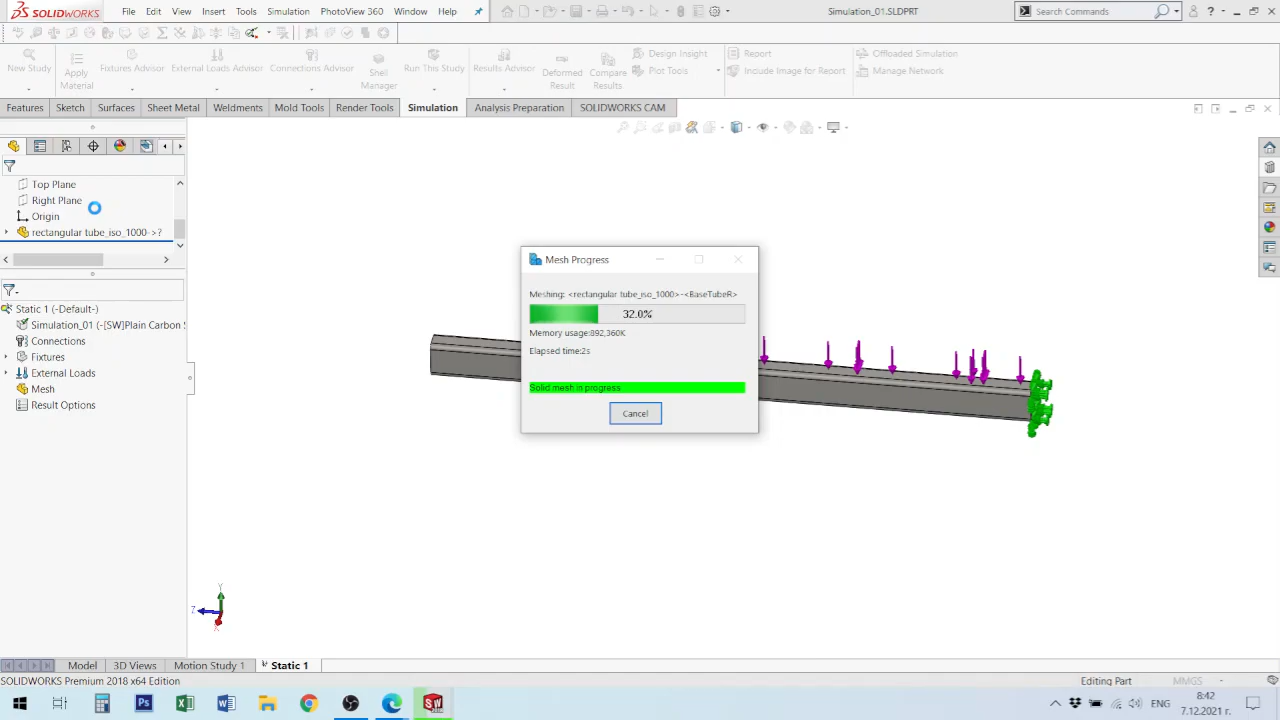 SOLIDWORKS
File Edit View Insert Tools Simulation PhotoView 360 Window Help
Simulation_01.SLDPRT
Search Commands
New Study
Apply Material
Fixtures Advisor
External Loads Advisor
Connections Advisor
Shell Manager
Run This Study
Results Advisor
Deformed Result
Compare Results
Design Insight
Plot Tools
Report
Include Image for Report
Offloaded Simulation
Manage Network
Features Sketch Surfaces Sheet Metal Weldments Mold Tools Render Tools Simulation Analysis Preparation SOLIDWORKS CAM
Top Plane
Right Plane
Origin
rectangular tube_iso_1000->?
Static 1 (-Default-)
Simulation_01 (-[SW]Plain Carbon S
Connections
Fixtures
External Loads
Mesh
Result Options
Mesh Progress
Meshing: <rectangular tube_iso_1000>-<BaseTubeR>
32.0%
Memory usage:892,360K
Elapsed time:2s
Solid mesh in progress
Cancel
Y
Z
X
Model 3D Views Motion Study 1 Static 1
SOLIDWORKS Premium 2018 x64 Edition
Editing Part
MMGS
ENG
8:42
7.12.2021 г.